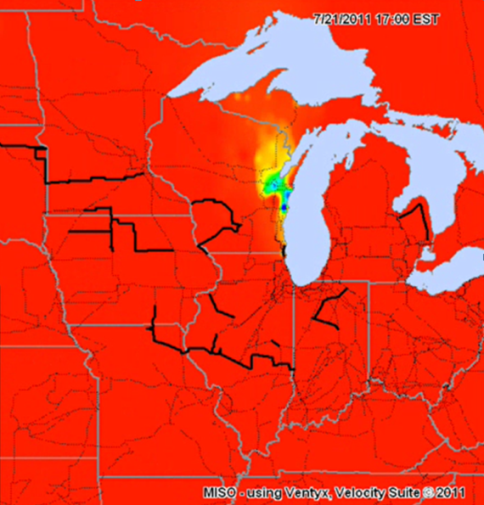 7/21/2011 17:00 EST
MISO - using Ventyx, Velocity Suite © 2011